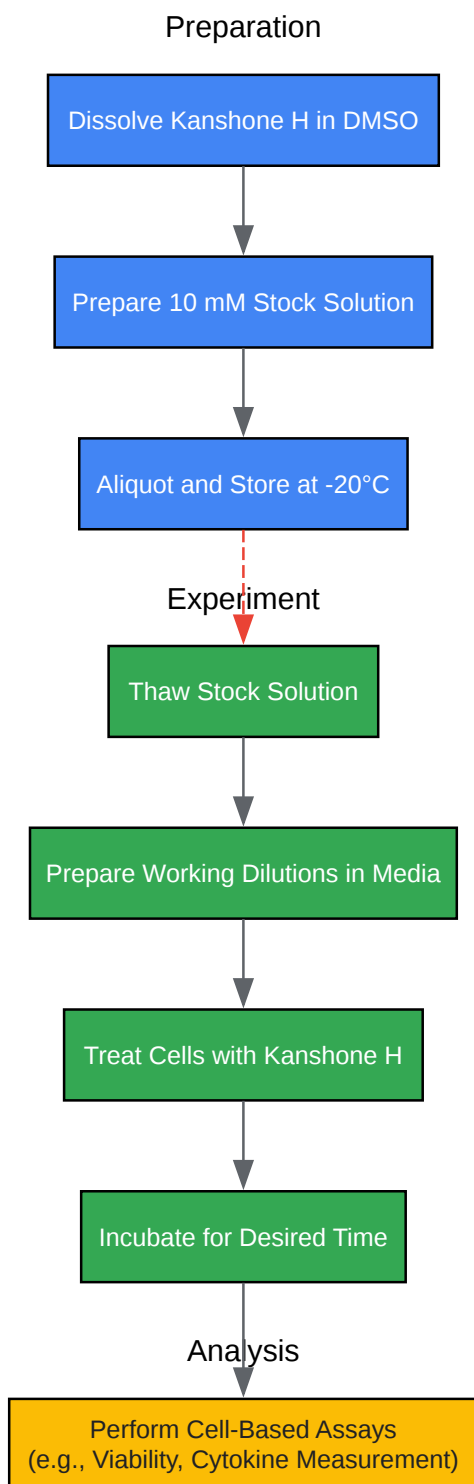 Preparation
Dissolve Kanshone H in DMSO
Prepare 10 mM Stock Solution
Aliquot and Store at -20°C
Experiment
Thaw Stock Solution
Prepare Working Dilutions in Media
Treat Cells with Kanshone H
Incubate for Desired Time
Analysis
Perform Cell-Based Assays
(e.g., Viability, Cytokine Measurement)